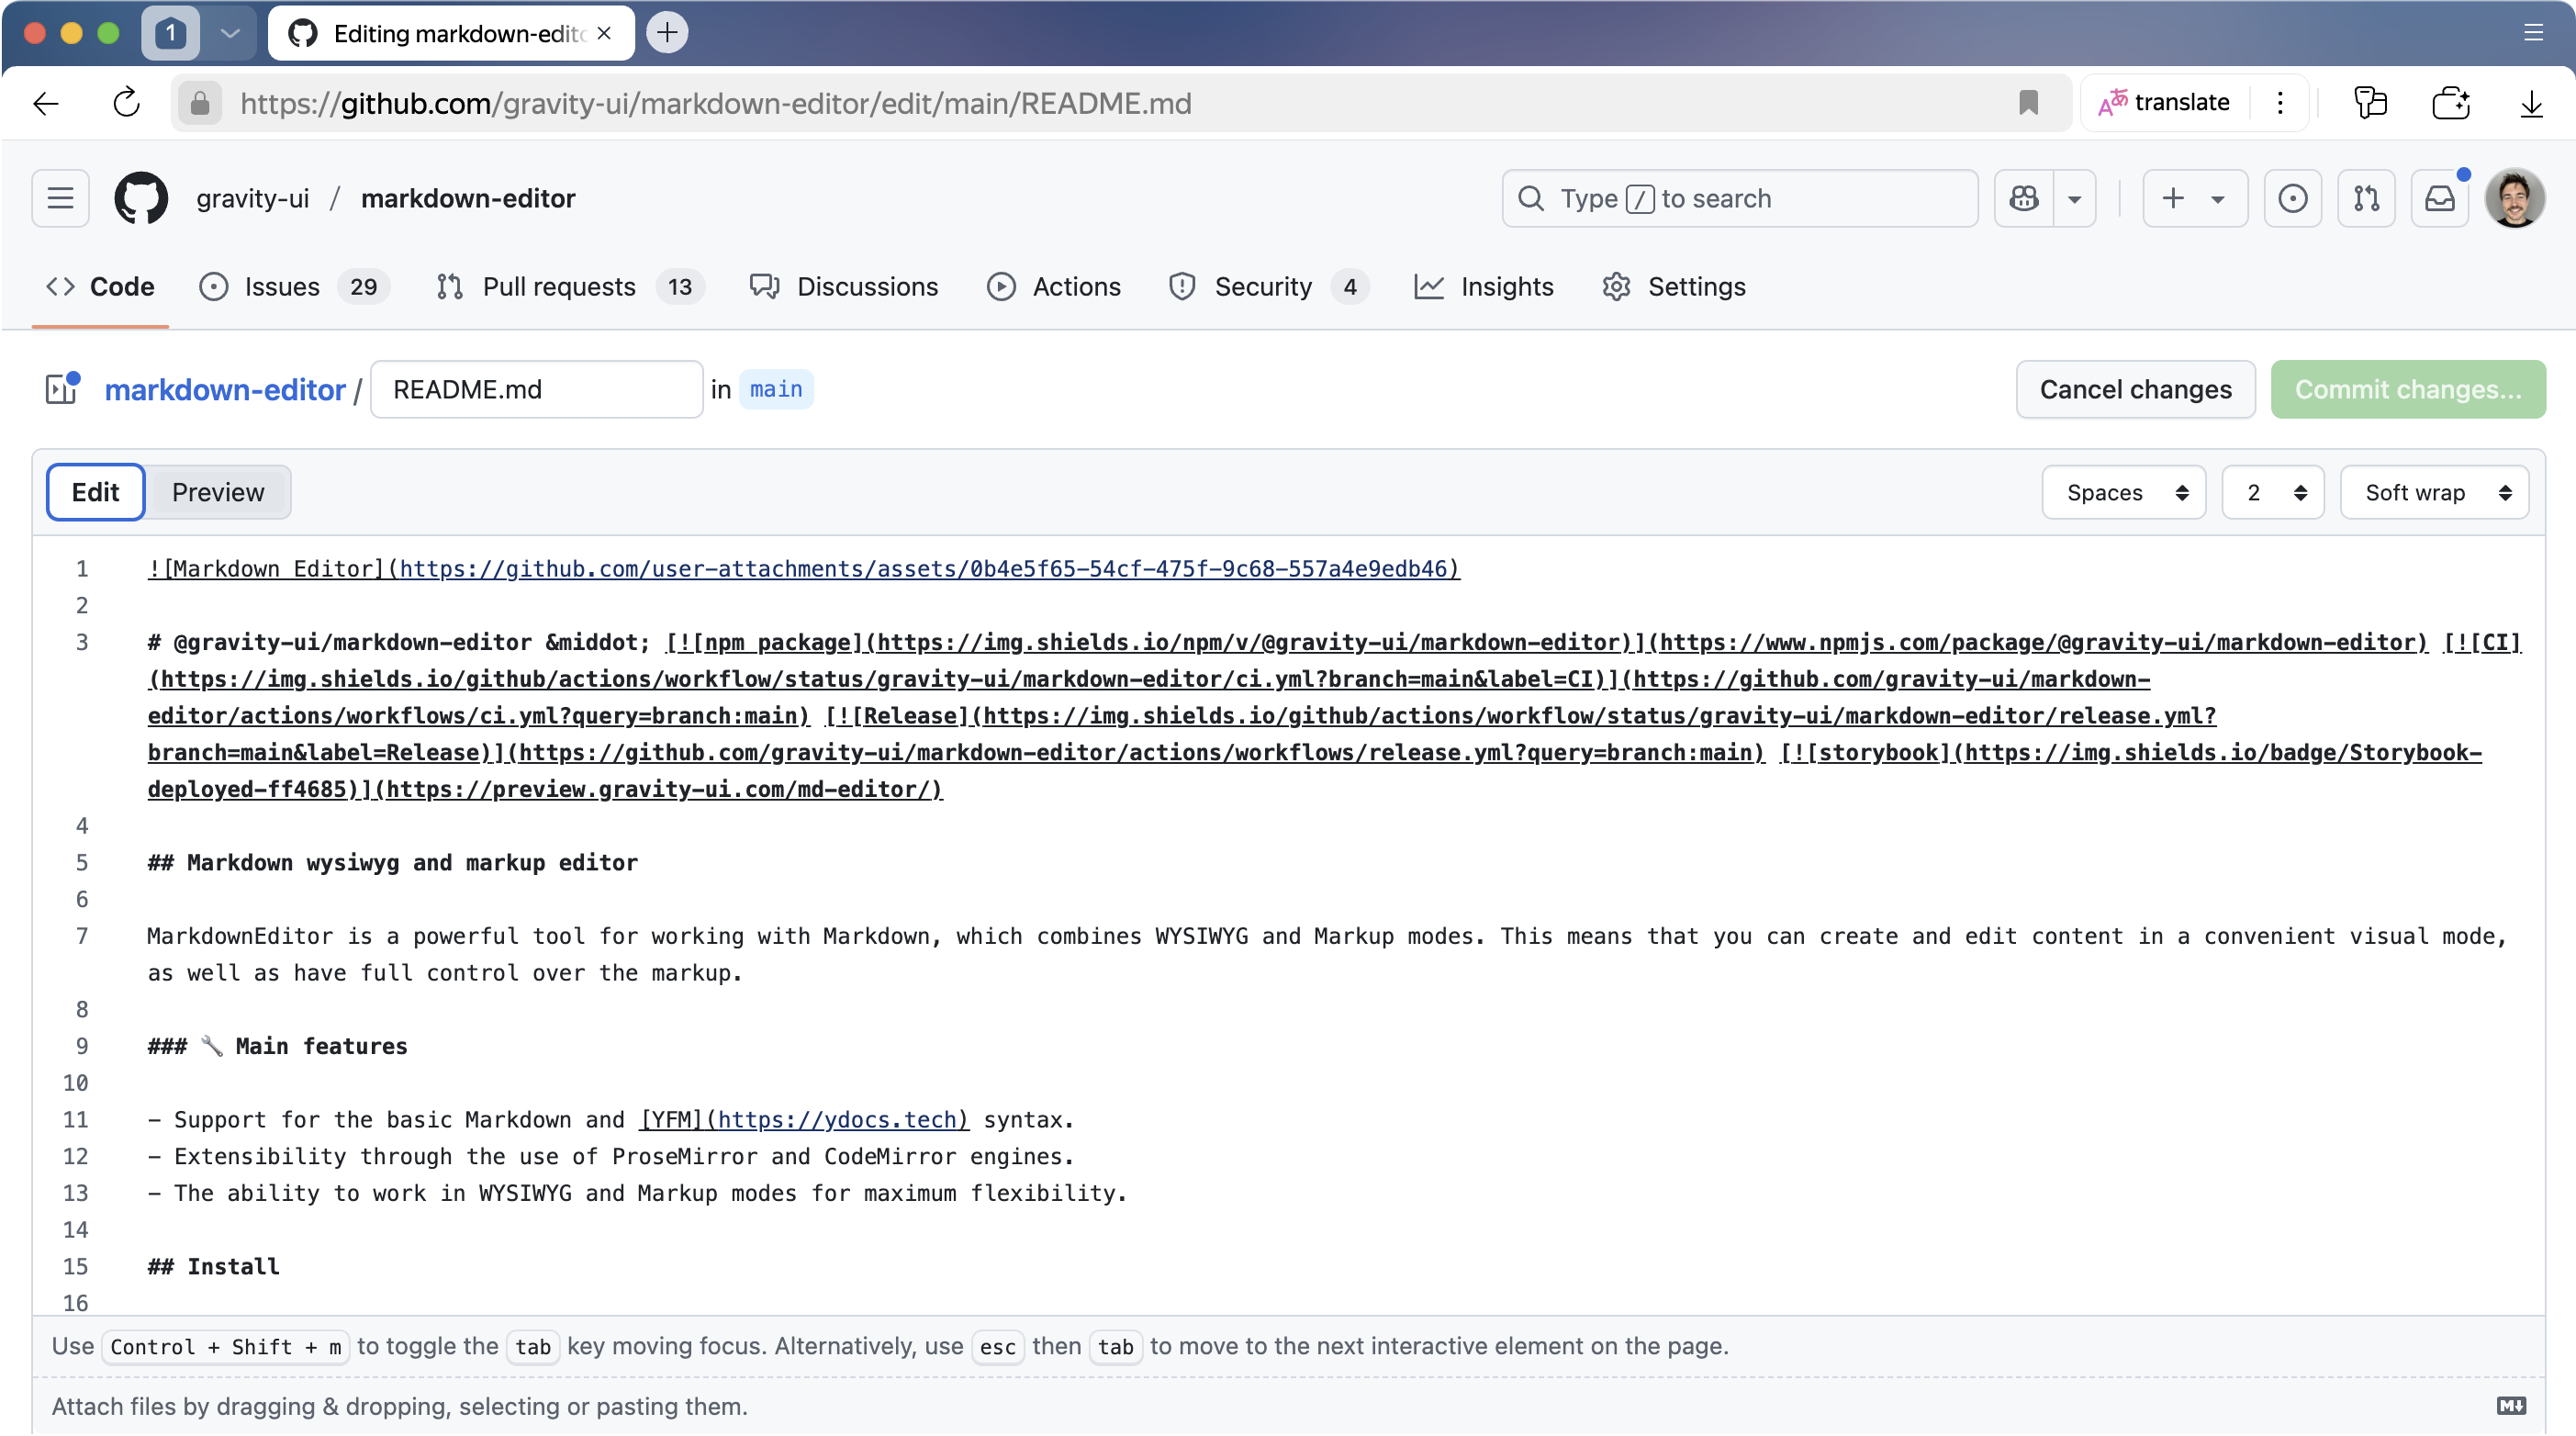 1
Editing markdown-edit
https://github.com/gravity-ui/markdown-editor/edit/main/README.md
translate
gravity-ui / markdown-editor
Type / to search
Code
Issues 29
Pull requests 13
Discussions
Actions
Security 4
Insights
Settings
markdown-editor / README.md in main
Cancel changes
Commit changes...
Edit
Preview
Spaces
2
Soft wrap
1 ![Markdown Editor](https://github.com/user-attachments/assets/0b4e5f65-54cf-475f-9c68-557a4e9edb46)
2
3 # @gravity-ui/markdown-editor &middot; [![npm package](https://img.shields.io/npm/v/@gravity-ui/markdown-editor)](https://www.npmjs.com/package/@gravity-ui/markdown-editor) [![CI]
(https://img.shields.io/github/actions/workflow/status/gravity-ui/markdown-editor/ci.yml?branch=main&label=CI)](https://github.com/gravity-ui/markdown-
editor/actions/workflows/ci.yml?query=branch:main) [![Release](https://img.shields.io/github/actions/workflow/status/gravity-ui/markdown-editor/release.yml?
branch=main&label=Release)](https://github.com/gravity-ui/markdown-editor/actions/workflows/release.yml?query=branch:main) [![storybook](https://img.shields.io/badge/Storybook-
deployed-ff4685)](https://preview.gravity-ui.com/md-editor/)
4
5 ## Markdown wysiwyg and markup editor
6
7 MarkdownEditor is a powerful tool for working with Markdown, which combines WYSIWYG and Markup modes. This means that you can create and edit content in a convenient visual mode,
as well as have full control over the markup.
8
9 ### 🔧 Main features
10
11 - Support for the basic Markdown and [YFM](https://ydocs.tech) syntax.
12 - Extensibility through the use of ProseMirror and CodeMirror engines.
13 - The ability to work in WYSIWYG and Markup modes for maximum flexibility.
14
15 ## Install
16
Use Control + Shift + m to toggle the tab key moving focus. Alternatively, use esc then tab to move to the next interactive element on the page.
Attach files by dragging & dropping, selecting or pasting them.